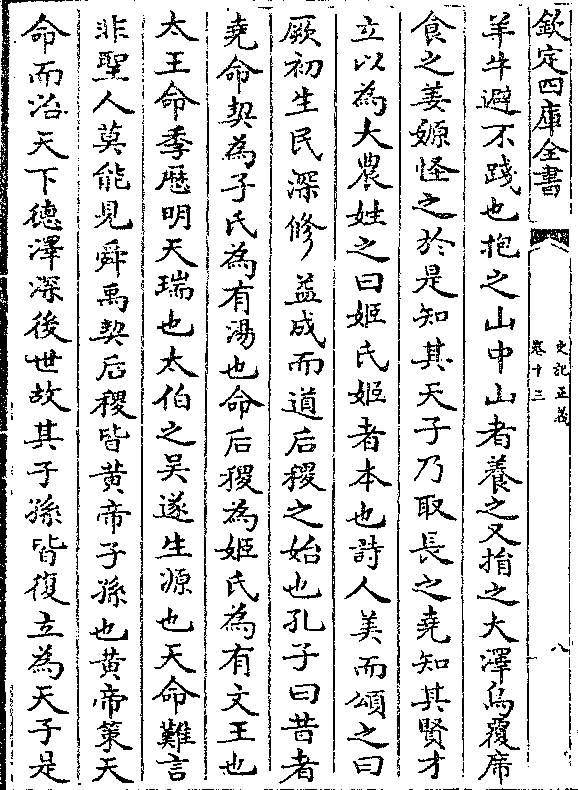 欽定四庫全書
史記正義
卷十三
八
羊牛避不踐也抱之山中山者養之又捐之大澤鳥覆席
食之姜嫄怪之於是知其天子乃取長之堯知其賢才
立以為大農姓之曰姬氏姬者本也詩人美而頌之曰
厥初生民深修益成而道后稷之始也孔子曰昔者
堯命契為子氏為有湯也命后稷為姬氏為有文王也
太王命季歴明天瑞也太伯之吳遂生源也天命難言
非聖人莫能見舜禹契后稷皆黄帝子孫也黄帝策天
命而治天下德澤深後世故其子孫皆復立為天子是